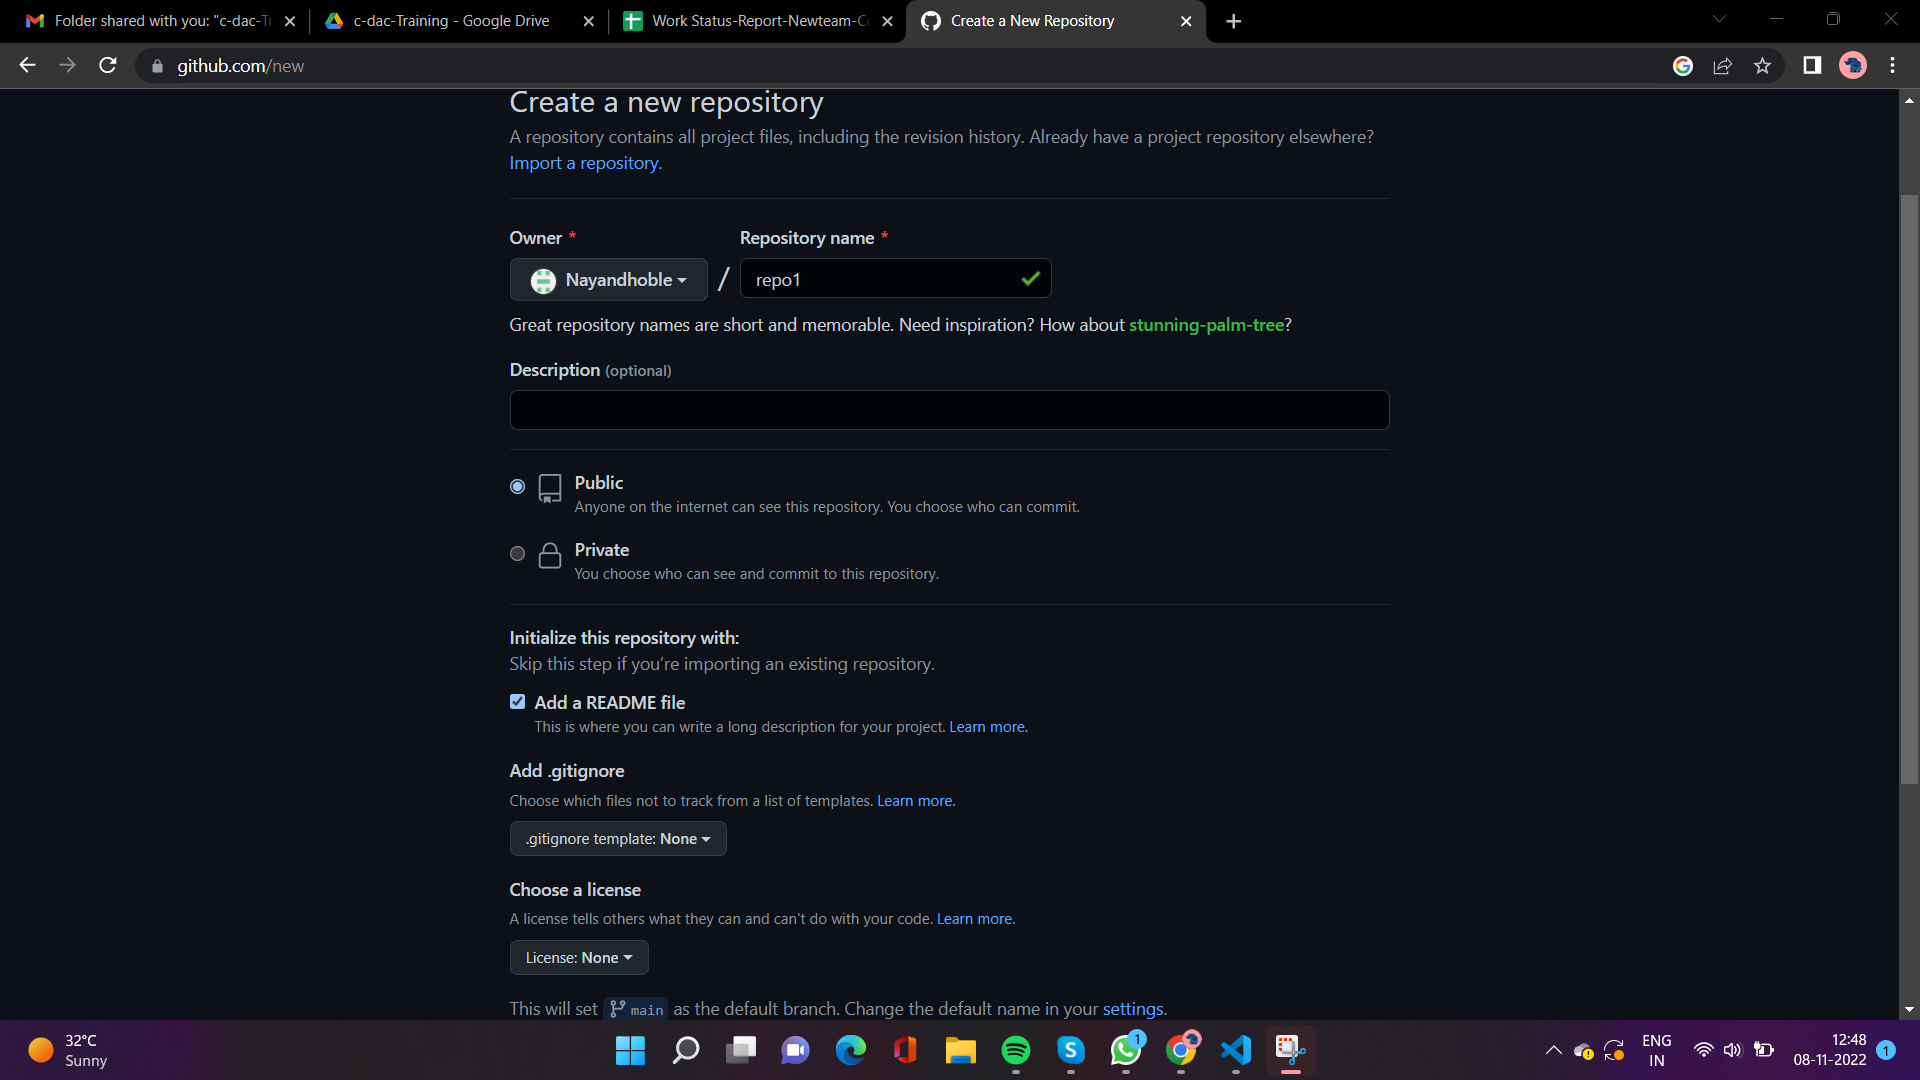 Folder shared with you: "c-dac-Tr
c-dac-Training - Google Drive
Work Status-Report-Newteam-Co
Create a New Repository
github.com/new
Create a new repository
A repository contains all project files, including the revision history. Already have a project repository elsewhere?
Import a repository.
Owner * Repository name *
Nayandhoble / repo1
Great repository names are short and memorable. Need inspiration? How about stunning-palm-tree?
Description (optional)
Public
Anyone on the internet can see this repository. You choose who can commit.
Private
You choose who can see and commit to this repository.
Initialize this repository with:
Skip this step if you’re importing an existing repository.
Add a README file
This is where you can write a long description for your project. Learn more.
Add .gitignore
Choose which files not to track from a list of templates. Learn more.
.gitignore template: None
Choose a license
A license tells others what they can and can't do with your code. Learn more.
License: None
This will set main as the default branch. Change the default name in your settings.
32°C
Sunny
S
1
ENG
IN
12:48
08-11-2022
1